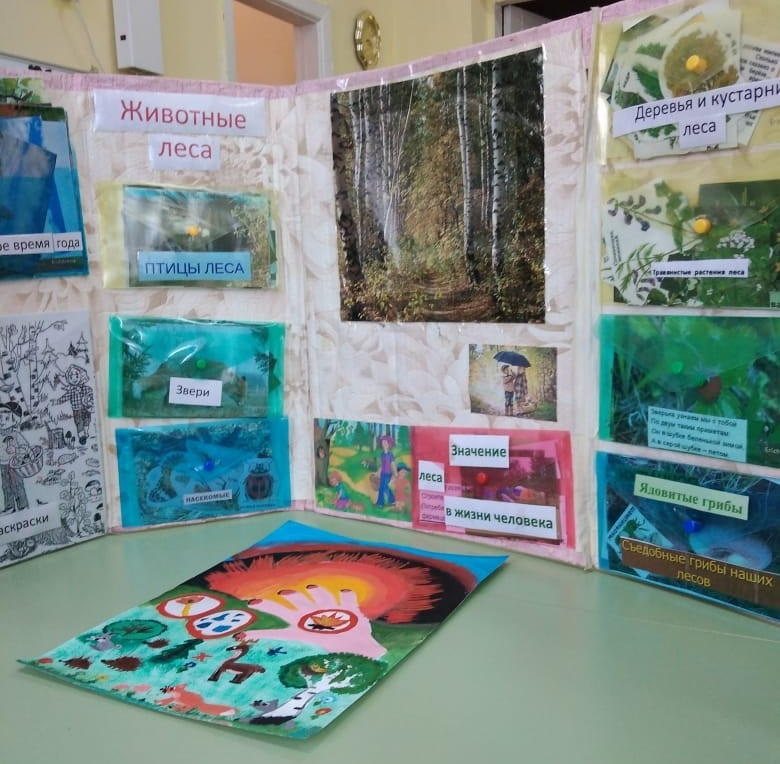 ое время года
аскраски
Животные
леса
ПТИЦЫ ЛЕСА
Звери
НАСЕКОМЫЕ
Значение
леса
в жизни человека
Деревья и кустарни
леса
Травянистые растения леса
Зверька узнаем мы с тобой
По двум таким приметам:
Он в шубке беленькой зимой
А в серой шубке – летом.
Ядовитые грибы
Съедобные грибы наших
лесов